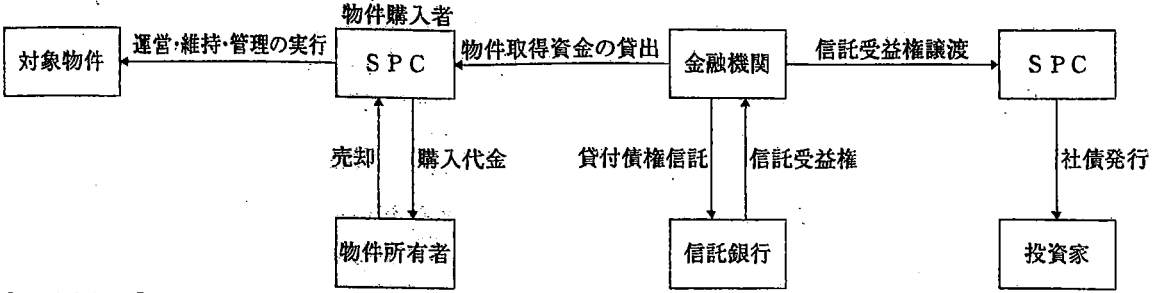 物件購入者
対象物件
運営・維持・管理の実行
SPC
物件取得資金の貸出
金融機関
信託受益権譲渡
SPC
売却
購入代金
貸付債権信託
信託受益権
社債発行
物件所有者
信託銀行
投資家